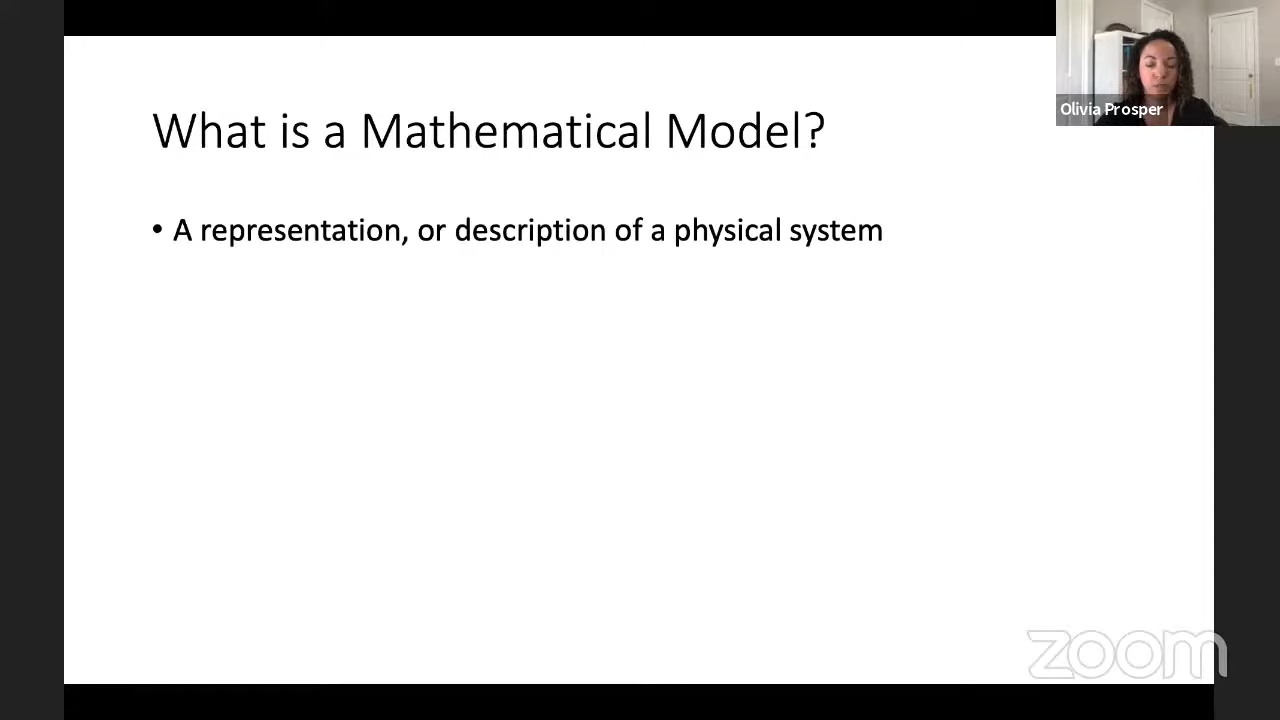 What is a Mathematical Model?
• A representation, or description of a physical system
Olivia Prosper
zoom